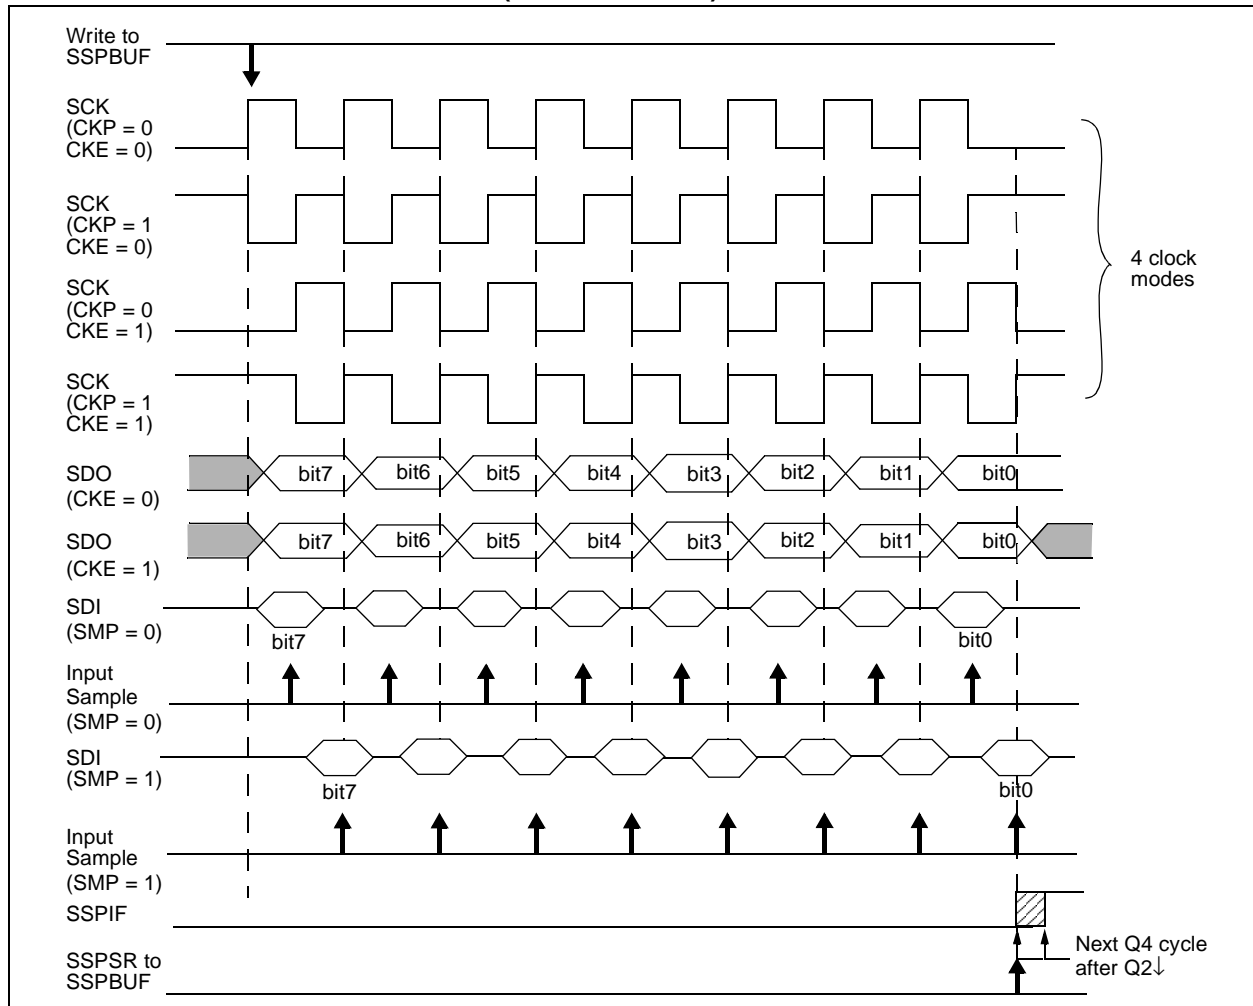 Write to
SSPBUF
SCK
(CKP = 0
CKE = 0)
SCK
(CKP = 1
CKE = 0)
SCK
(CKP = 0
CKE = 1)
SCK
(CKP = 1
CKE = 1)
4 clock
modes
SDO
(CKE = 0)
bit7 bit6 bit5 bit4 bit3 bit2 bit1 bit0
SDO
(CKE = 1)
bit7 bit6 bit5 bit4 bit3 bit2 bit1 bit0
SDI
(SMP = 0)
bit7 bit0
Input
Sample
(SMP = 0)
SDI
(SMP = 1)
bit7 bit0
Input
Sample
(SMP = 1)
SSPIF
Next Q4 cycle
after Q2↓
SSPSR to
SSPBUF